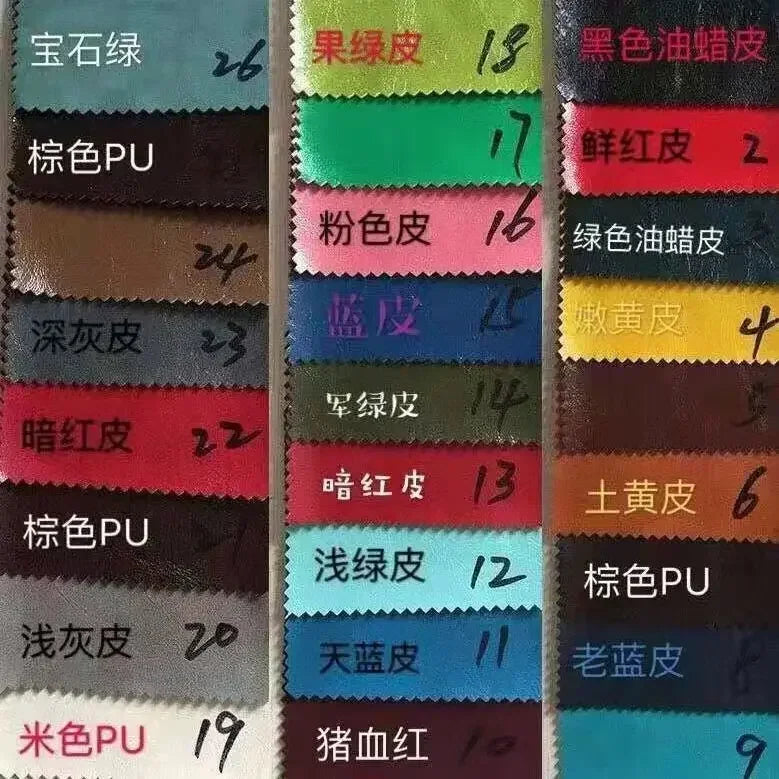 宝石绿 26
棕色PU
24
深灰皮 23
暗红皮 22
棕色PU 21
浅灰皮 20
米色PU 19
果绿皮 18
17
粉色皮 16
蓝皮 15
军绿皮 14
暗红皮 13
浅绿皮 12
天蓝皮 11
猪血红 10
黑色油蜡皮
鲜红皮 2
绿色油蜡皮 3
嫩黄皮 4
5
土黄皮 6
棕色PU
老蓝皮 8
9